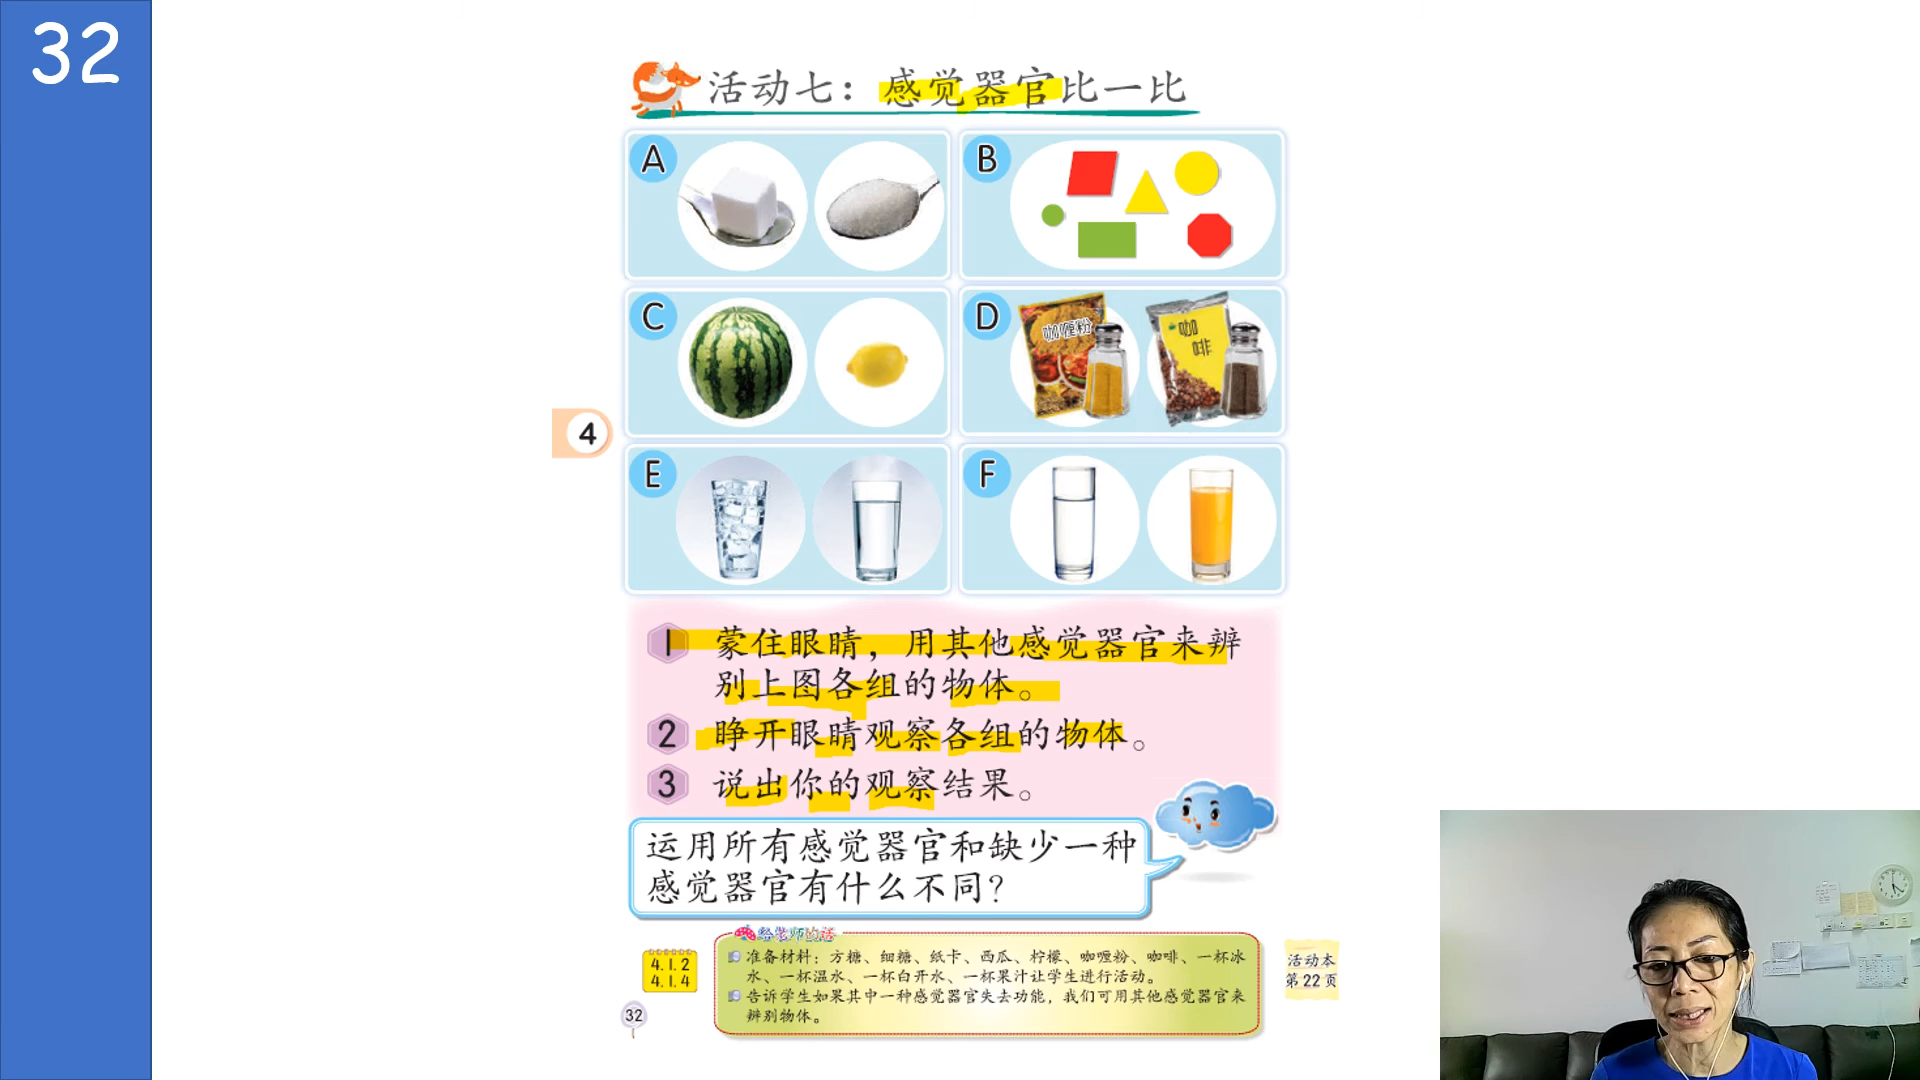 32
活动七：感觉器官比一比
A
B
C
D
咖喱粉
咖
啡
E
F
4
1 蒙住眼睛，用其他感觉器官来辨
别上图各组的物体。
2 睁开眼睛观察各组的物体。
3 说出你的观察结果。
运用所有感觉器官和缺少一种
感觉器官有什么不同？
给老师的话
4.1.2
4.1.4
准备材料：方糖、细糖、纸卡、西瓜、柠檬、咖喱粉、咖啡、一杯冰
水、一杯温水、一杯白开水、一杯果汁让学生进行活动。
告诉学生如果其中一种感觉器官失去功能，我们可用其他感觉器官来
辨别物体。
活动本
第22页
32